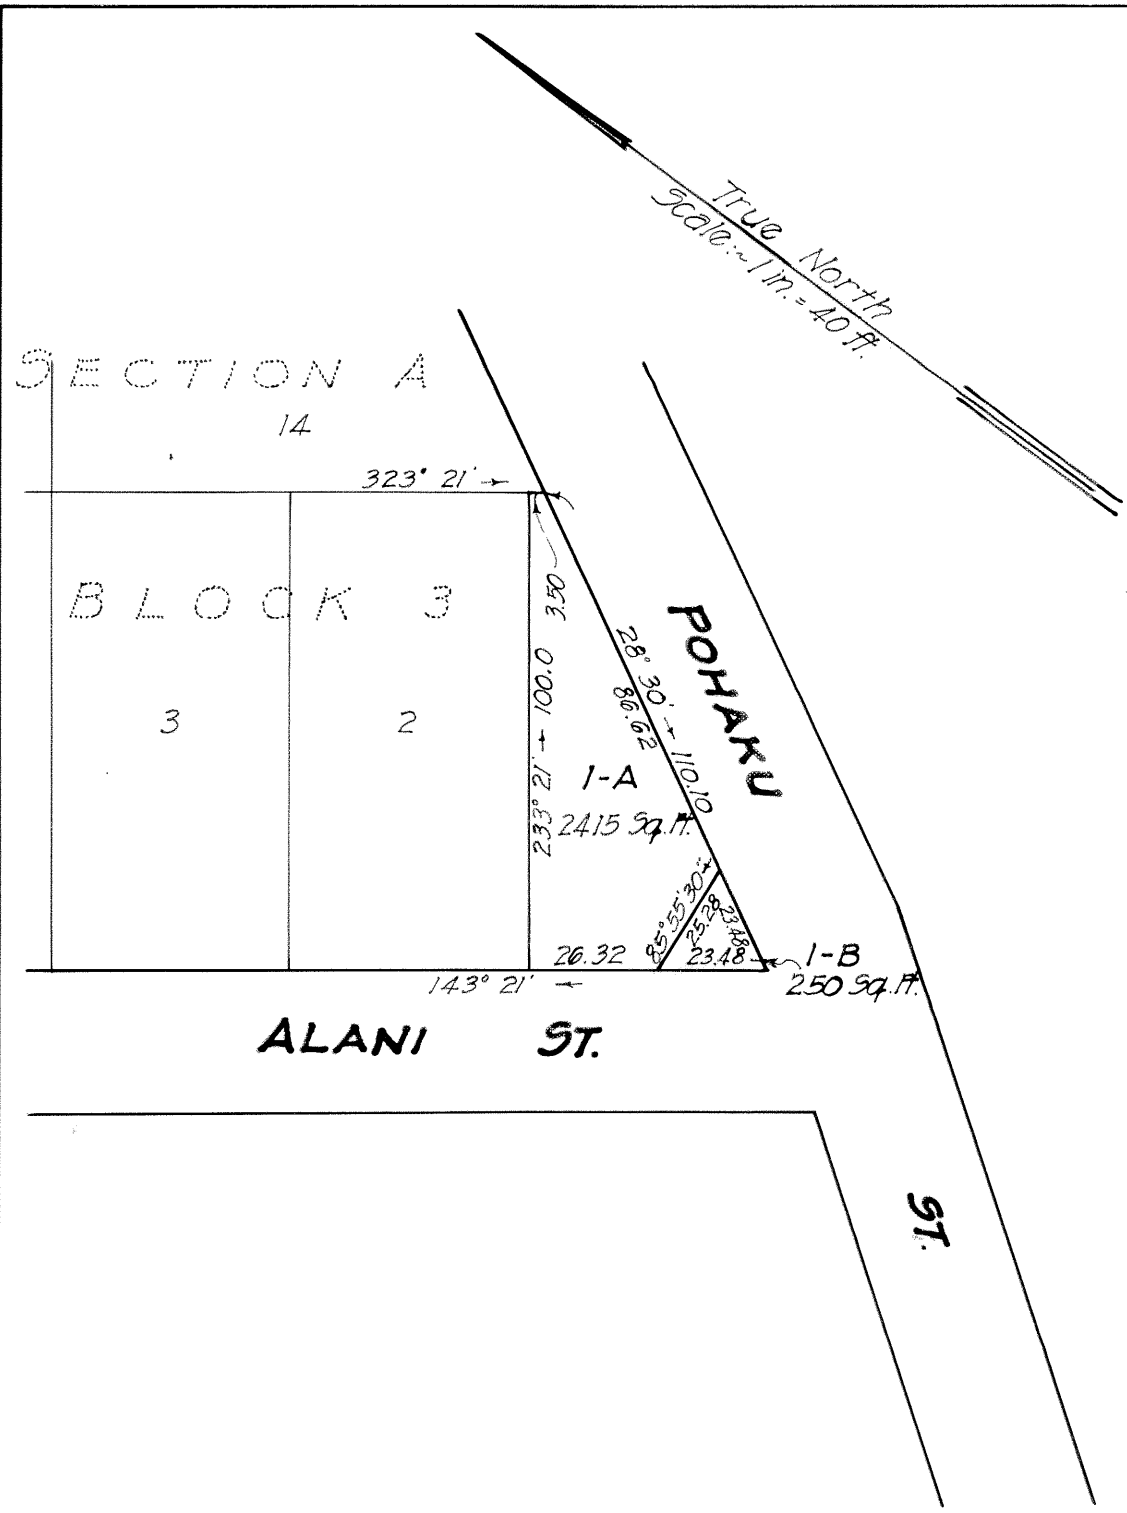 True North
Scale:~ 1 in. = 40 ft.
SECTION A
14
323° 21' →
BLOCK 3
3
2
3.50
233° 21' → 100.0
28° 30' → 110.10
86.62
POHAKU
1-A
2415 Sq. Ft.
85° 55' 30" →
25.28
23.48
26.32
23.48
1-B
250 Sq. Ft.
143° 21' ←
ALANI ST.
ST.